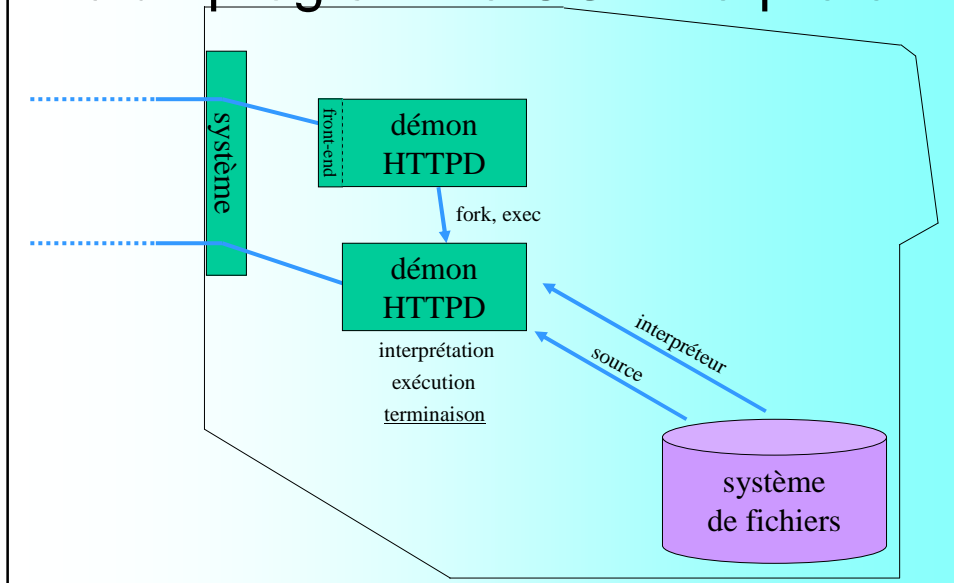 système
front-end
démon
HTTPD
fork, exec
démon
HTTPD
interprétation
exécution
terminaison
interpréteur
source
système
de fichiers